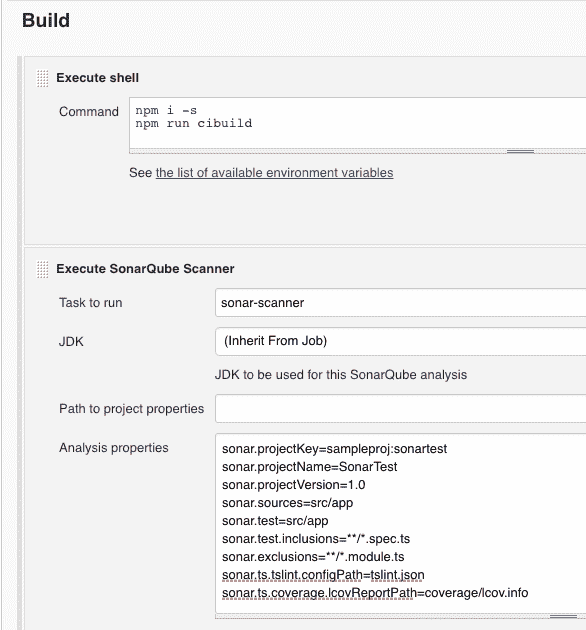 Build
Execute shell
Command
npm i -s
npm run cibuild
See the list of available environment variables
Execute SonarQube Scanner
Task to run
sonar-scanner
JDK
(Inherit From Job)
JDK to be used for this SonarQube analysis
Path to project properties
Analysis properties
sonar.projectKey=sampleproj:sonartest
sonar.projectName=SonarTest
sonar.projectVersion=1.0
sonar.sources=src/app
sonar.test=src/app
sonar.test.inclusions=**/*.spec.ts
sonar.exclusions=**/*.module.ts
sonar.ts.tslint.configPath=tslint.json
sonar.ts.coverage.lcovReportPath=coverage/lcov.info